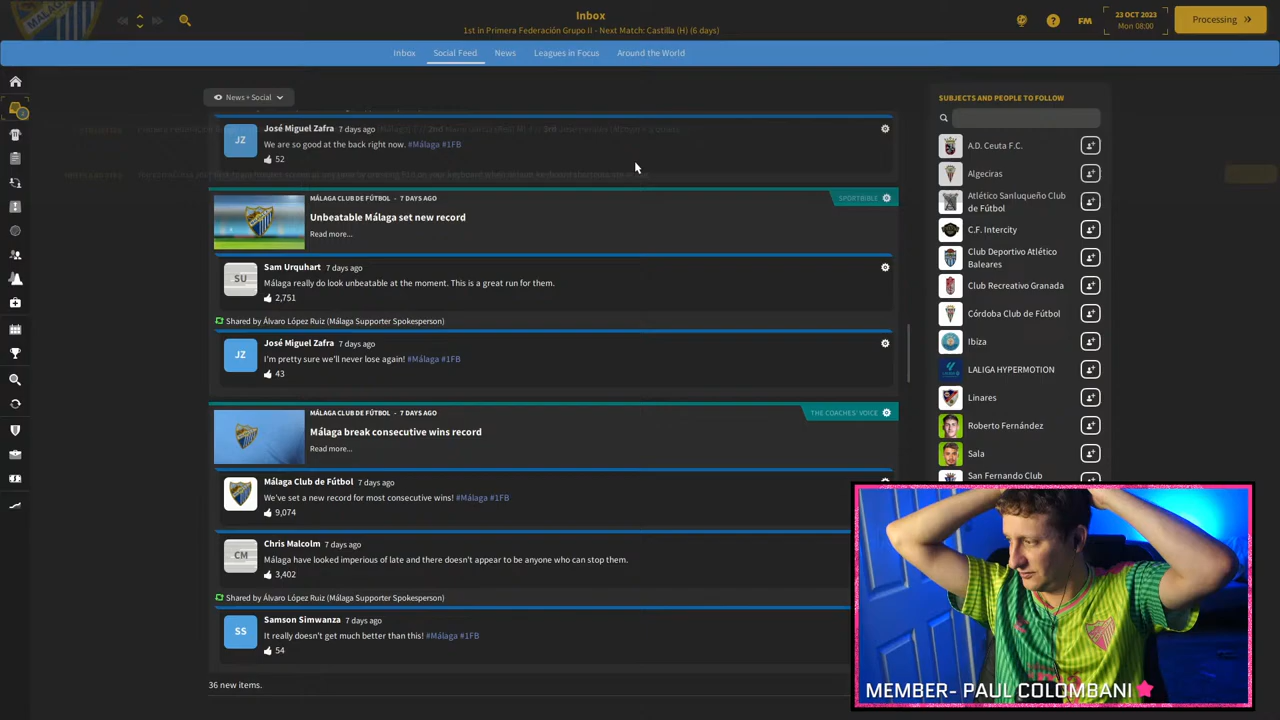 Inbox
1st in Primera Federación Grupo II - Next Match: Castilla (H) (6 days)
FM
23 OCT 2023
Mon 08:00
Processing
Inbox
Social Feed
News
Leagues in Focus
Around the World
News + Social
José Miguel Zafra 7 days ago
We are so good at the back right now. #Málaga #1FB
52
MÁLAGA CLUB DE FÚTBOL - 7 DAYS AGO
SPORTBIBLE
Unbeatable Málaga set new record
Read more...
SU
Sam Urquhart 7 days ago
Málaga really do look unbeatable at the moment. This is a great run for them.
2,751
Shared by Álvaro López Ruiz (Málaga Supporter Spokesperson)
JZ
José Miguel Zafra 7 days ago
I'm pretty sure we'll never lose again! #Málaga #1FB
43
MÁLAGA CLUB DE FÚTBOL - 7 DAYS AGO
THE COACHES' VOICE
Málaga break consecutive wins record
Read more...
Málaga Club de Fútbol 7 days ago
We've set a new record for most consecutive wins! #Málaga #1FB
9,074
CM
Chris Malcolm 7 days ago
Málaga have looked imperious of late and there doesn't appear to be anyone who can stop them.
3,402
Shared by Álvaro López Ruiz (Málaga Supporter Spokesperson)
SS
Samson Simwanza 7 days ago
It really doesn't get much better than this! #Málaga #1FB
54
36 new items.
SUBJECTS AND PEOPLE TO FOLLOW
A.D. Ceuta F.C.
Algeciras
Atlético Sanluqueño Club
de Fútbol
C.F. Intercity
Club Deportivo Atlético
Baleares
Club Recreativo Granada
Córdoba Club de Fútbol
Ibiza
LALIGA HYPERMOTION
Linares
Roberto Fernández
Sala
San Fernando Club
MEMBER- PAUL COLOMBANI